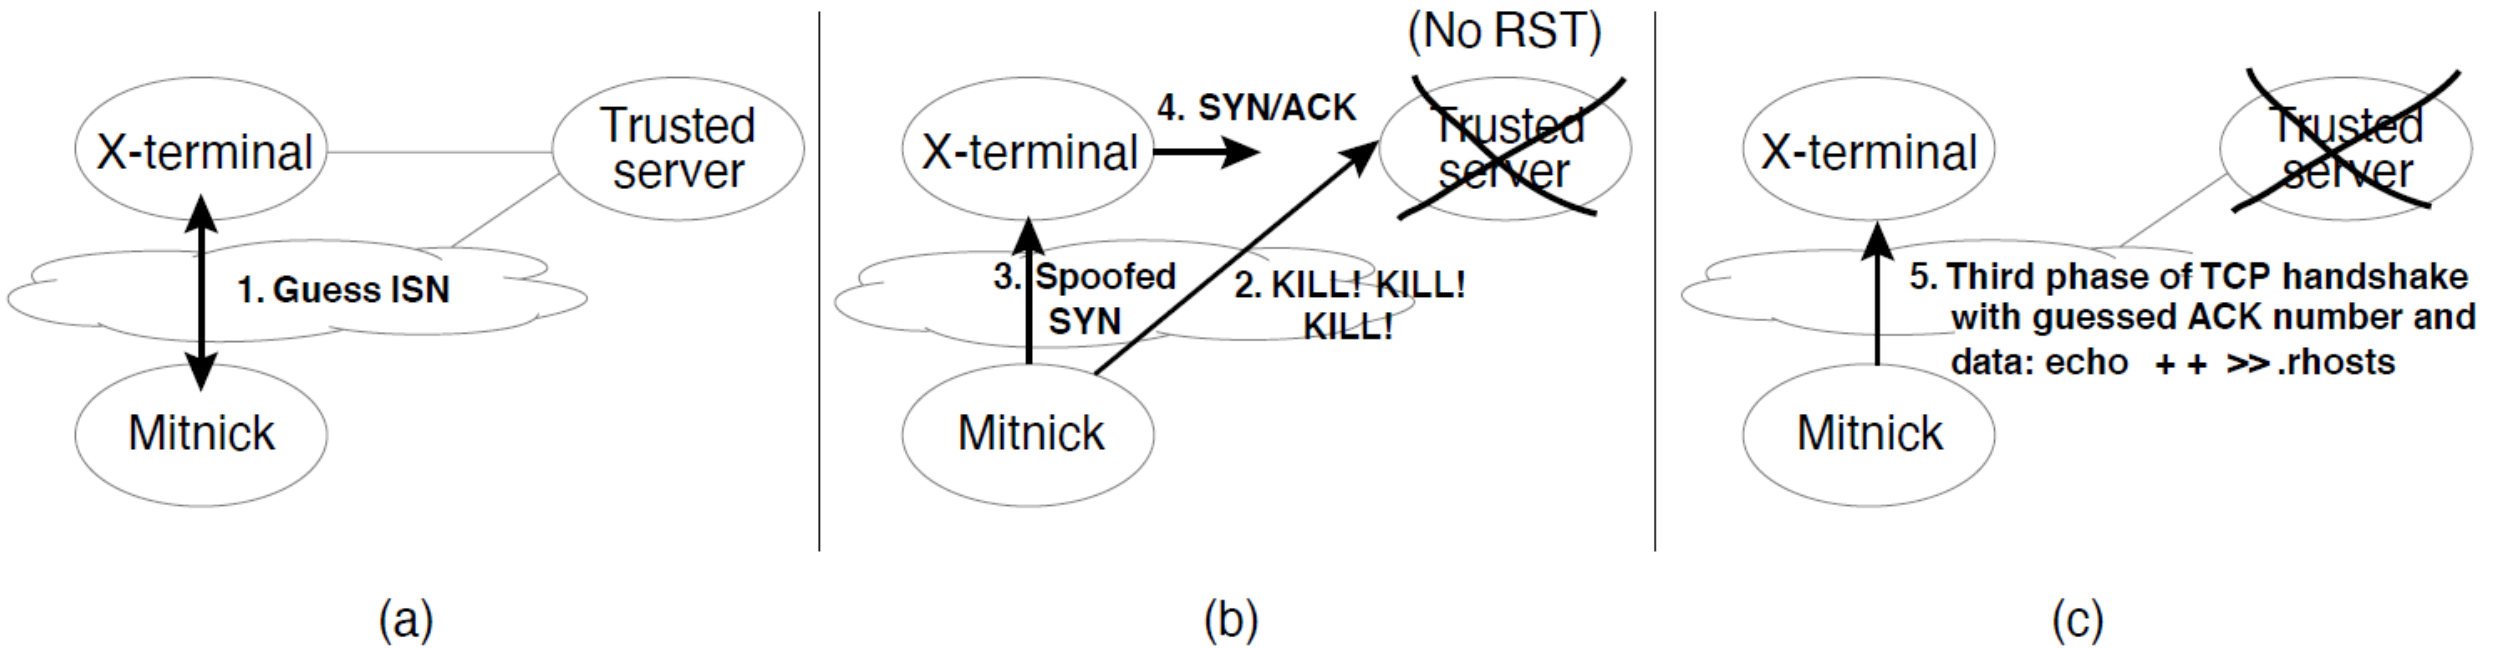 X-terminal
Trusted
server
1. Guess ISN
Mitnick
(a)
(No RST)
4. SYN/ACK
X-terminal
Trusted
server
3. Spoofed
SYN
2. KILL! KILL!
KILL!
Mitnick
(b)
X-terminal
Trusted
server
5. Third phase of TCP handshake
with guessed ACK number and
data: echo + + >> .rhosts
Mitnick
(c)